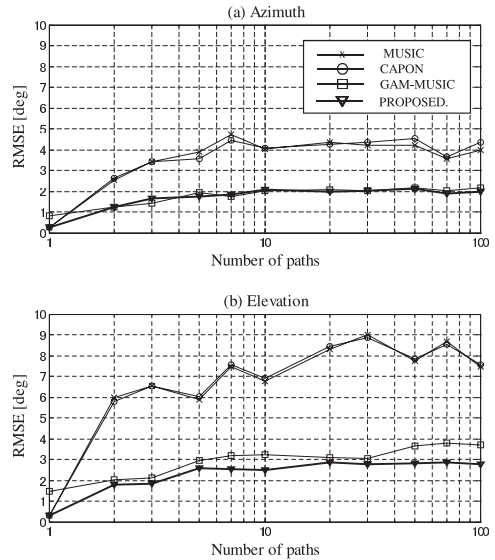 (a) Azimuth
10
9
8
7
6
5
4
3
2
1
0
RMSE [deg]
MUSIC
CAPON
GAM-MUSIC
PROPOSED.
1
10
100
Number of paths
(b) Elevation
10
9
8
7
6
5
4
3
2
1
0
RMSE [deg]
1
10
100
Number of paths